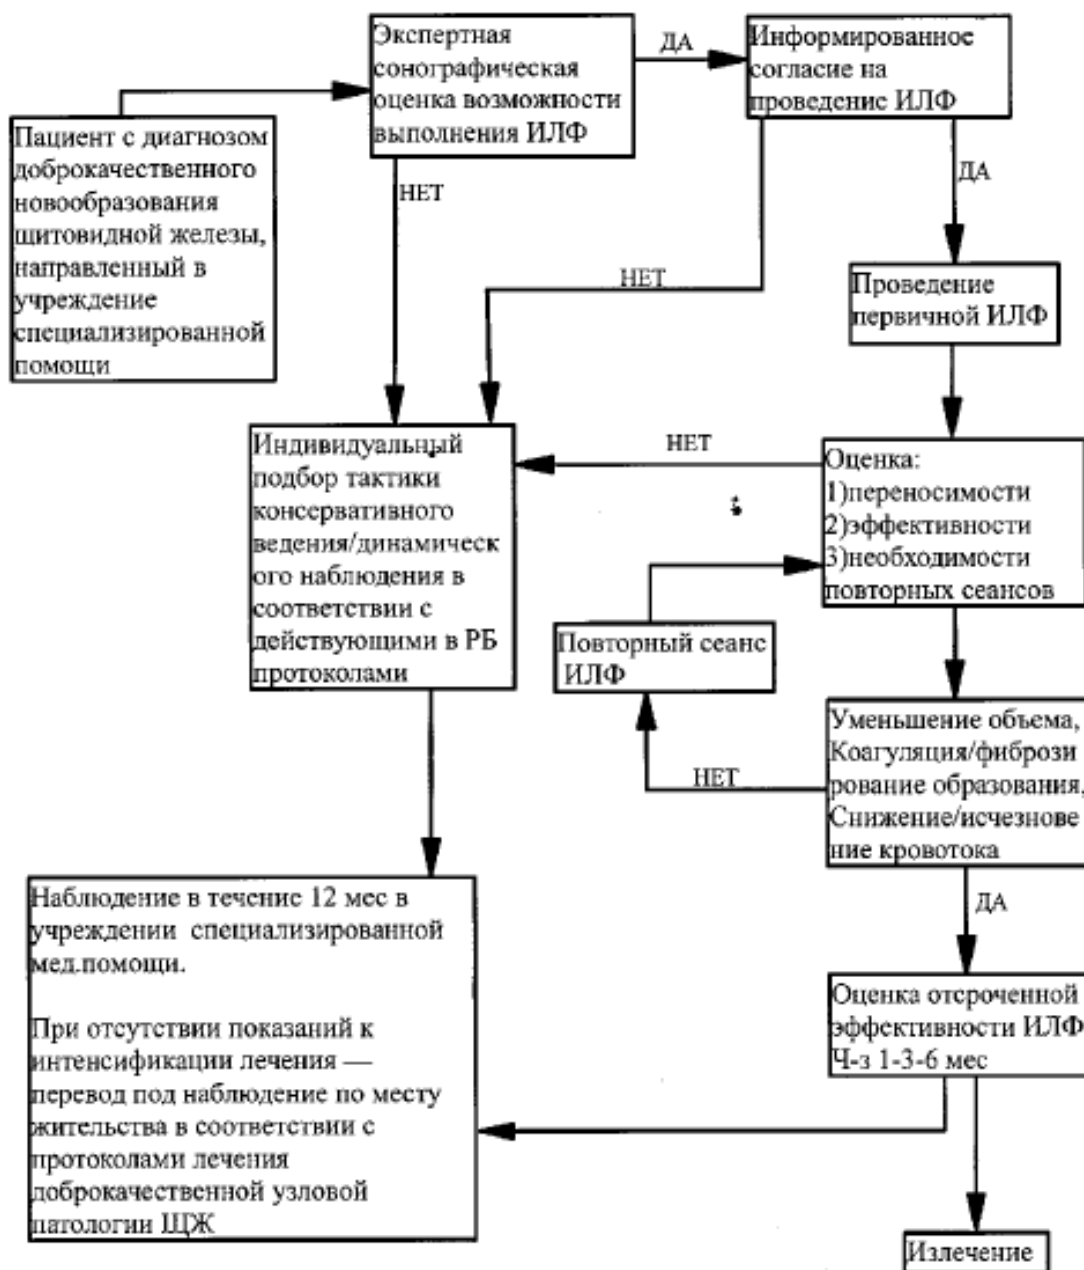 Пациент с диагнозом
доброкачественного
новообразования
щитовидной железы,
направленный в
учреждение
специализированной
помощи
Экспертная
сонографическая
оценка возможности
выполнения ИЛФ
ДА
Информированное
согласие на
проведение ИЛФ
НЕТ
НЕТ
ДА
Проведение
первичной ИЛФ
Индивидуальный
подбор тактики
консервативного
ведения/динамическ
ого наблюдения в
соответствии с
действующими в РБ
протоколами
НЕТ
Оценка:
1)переносимости
2)эффективности
3)необходимости
повторных сеансов
Повторный сеанс
ИЛФ
НЕТ
Уменьшение объема,
Коагуляция/фиброзирование образования,
Снижение/исчезнове
ние кровотока
ДА
Наблюдение в течение 12 мес в
учреждении специализированной
мед.помощи.
При отсутствии показаний к
интенсификации лечения —
перевод под наблюдение по месту
жительства в соответствии с
протоколами лечения
доброкачественной узловой
патологии ЩЖ
Оценка отсроченной
эффективности ИЛФ
Ч-з 1-3-6 мес
Излечение